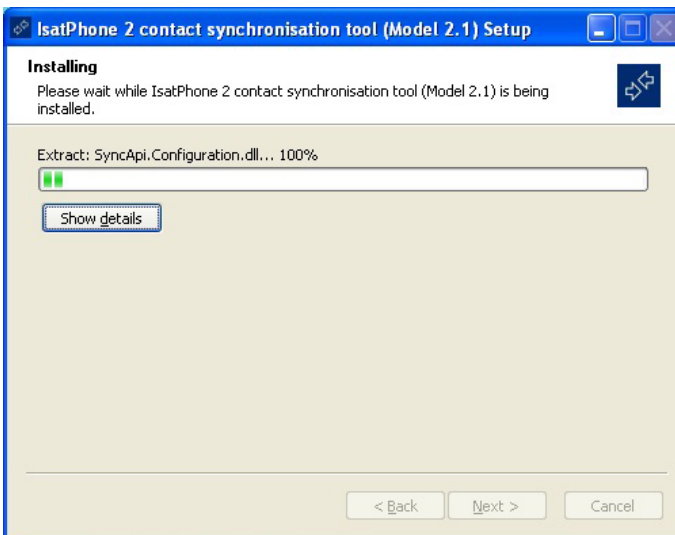 IsatPhone 2 contact synchronisation tool (Model 2.1) Setup
Installing
Please wait while IsatPhone 2 contact synchronisation tool (Model 2.1) is being
installed.
Extract: SyncApi.Configuration.dll... 100%
Show details
< Back Next > Cancel